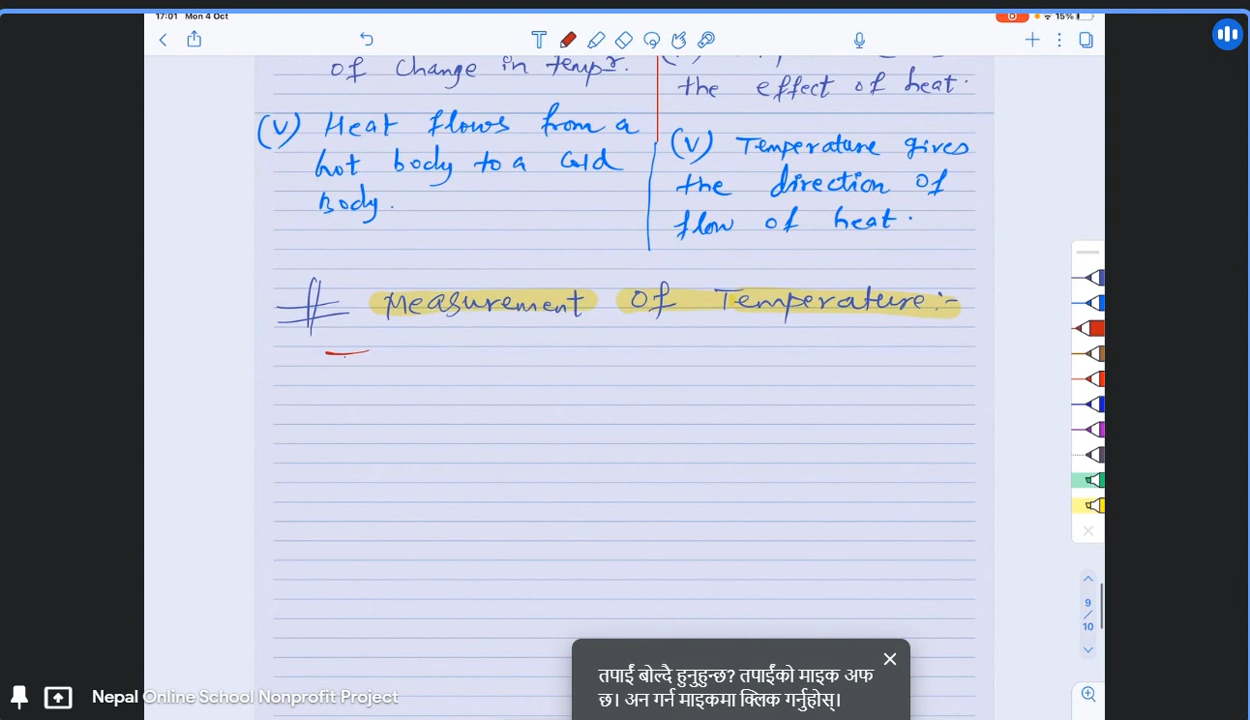 17:01 Mon 4 Oct
15%
of change in tempr.
the effect of heat.
(v) Heat flows from a
hot body to a cold
Body.
(v) Temperature gives
the direction of
flow of heat.
# Measurement of Temperature:-
9
/
10
तपाईं बोल्दै हुनुहुन्छ? तपाईंको माइक अफ
छ। अन गर्न माइकमा क्लिक गर्नुहोस्।
Nepal Online School Nonprofit Project